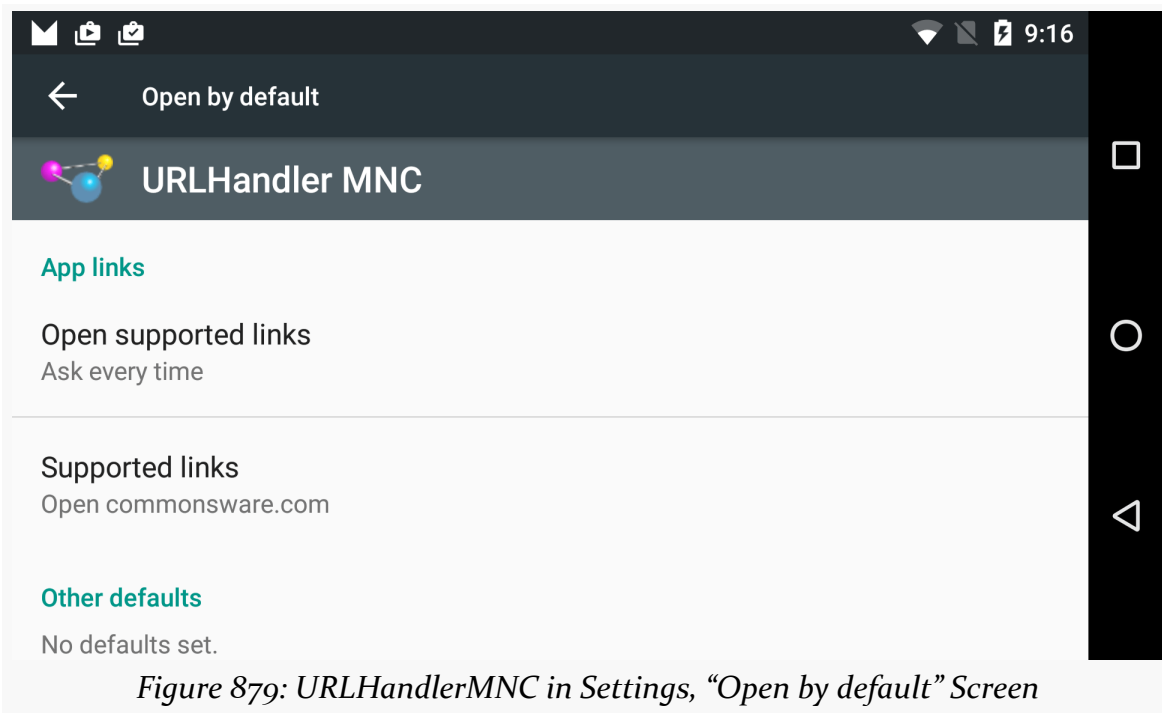 9:16
Open by default
URLHandler MNC
App links
Open supported links
Ask every time
Supported links
Open commonsware.com
Other defaults
No defaults set.
Figure 879: URLHandlerMNC in Settings, “Open by default” Screen